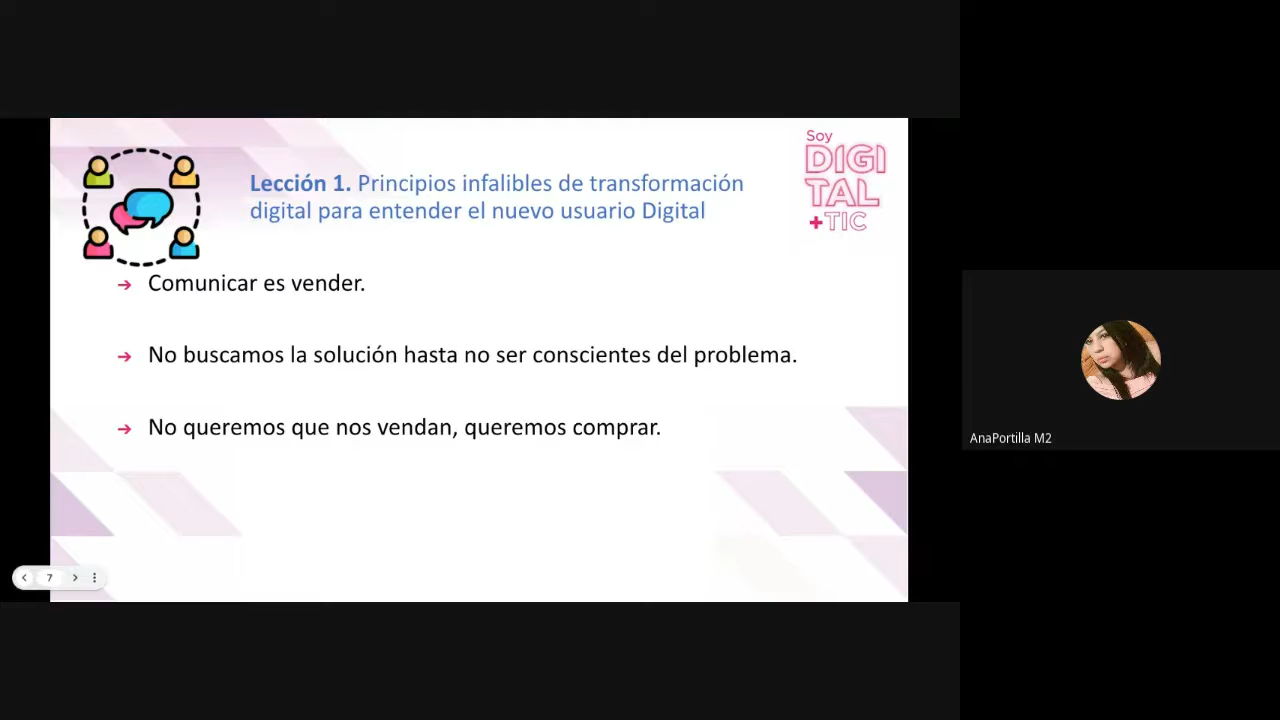 Soy
DIGI
TAL
+TIC
Lección 1. Principios infalibles de transformación
digital para entender el nuevo usuario Digital
→ Comunicar es vender.
→ No buscamos la solución hasta no ser conscientes del problema.
→ No queremos que nos vendan, queremos comprar.
7
AnaPortilla M2